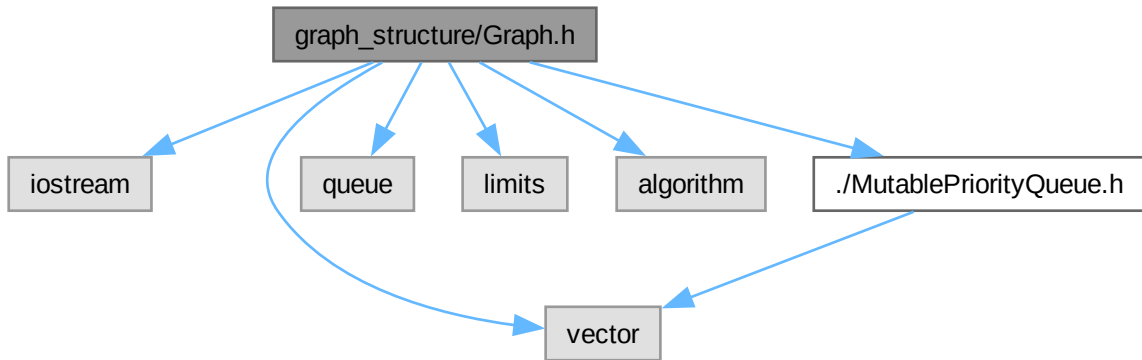 graph_structure/Graph.h
iostream
queue
limits
algorithm
./MutablePriorityQueue.h
vector